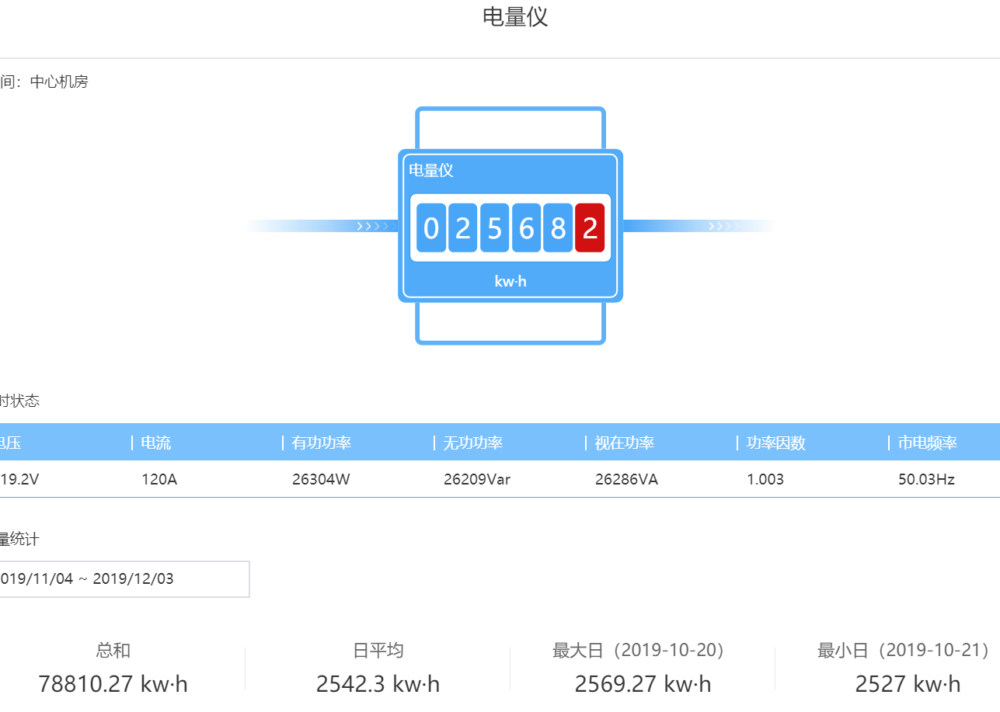 电量仪
间：中心机房
电量仪
0 2 5 6 8 2
kw·h
时状态
电压 电流 有功功率 无功功率 视在功率 功率因数 市电频率
19.2V 120A 26304W 26209Var 26286VA 1.003 50.03Hz
量统计
019/11/04 ~ 2019/12/03
总和 日平均 最大日（2019-10-20） 最小日（2019-10-21）
78810.27 kw·h 2542.3 kw·h 2569.27 kw·h 2527 kw·h